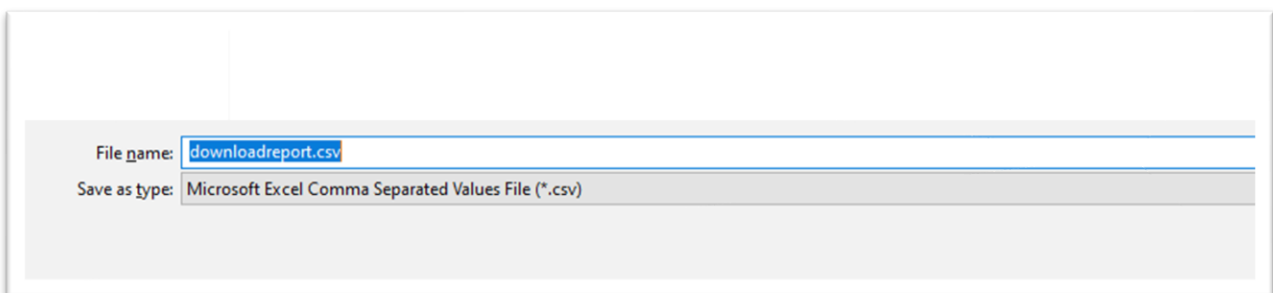 File name: downloadreport.csv
Save as type: Microsoft Excel Comma Separated Values File (*.csv)